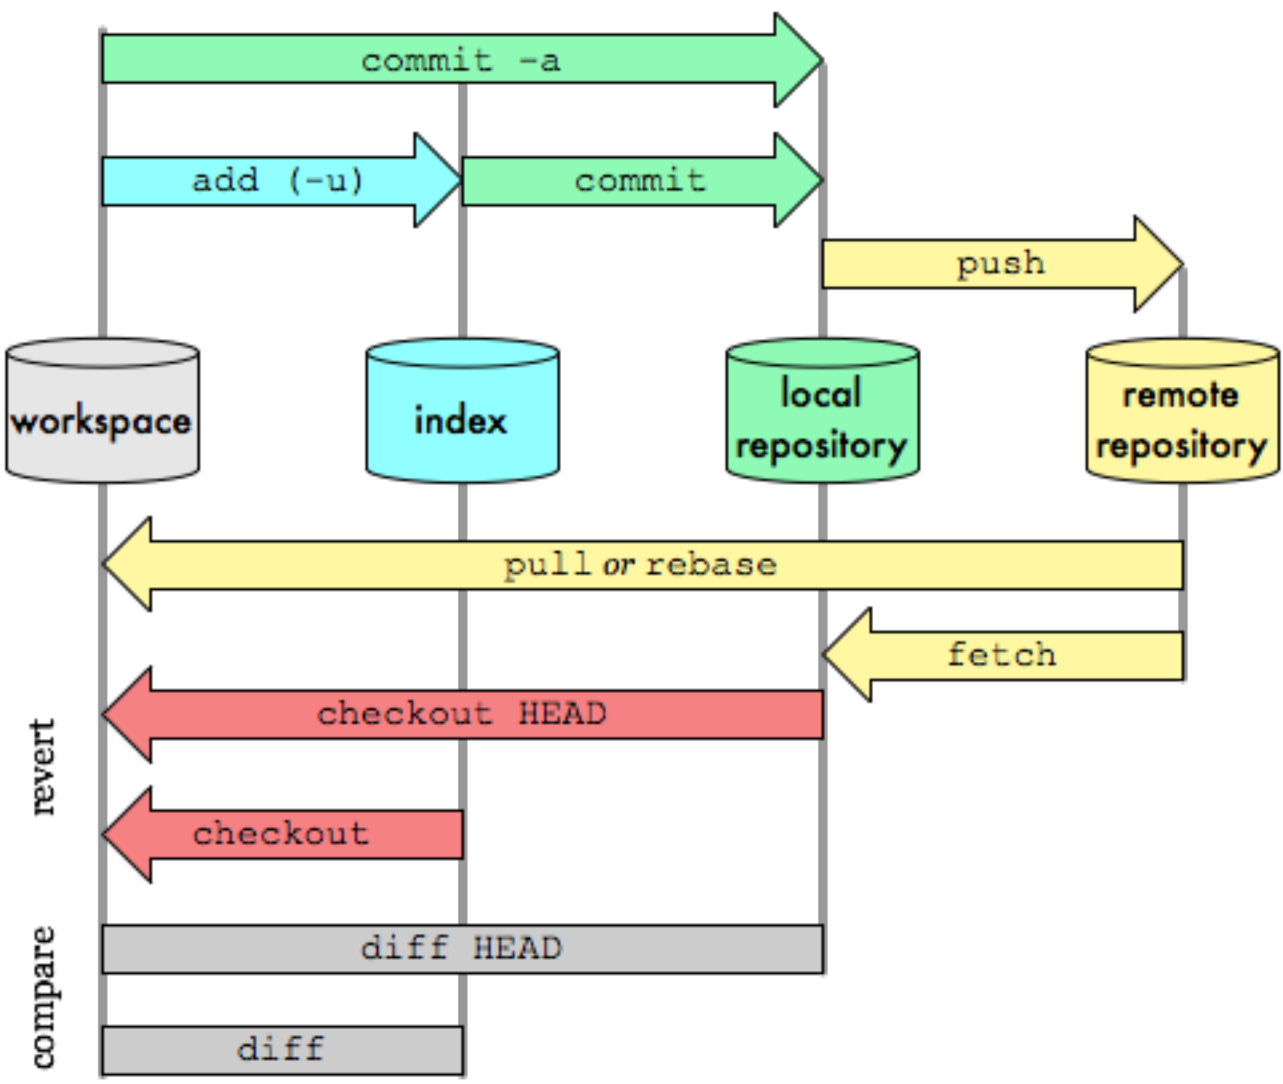 commit -a
add (-u)
commit
push
workspace
index
local
repository
remote
repository
pull or rebase
fetch
revert
checkout HEAD
checkout
compare
diff HEAD
diff